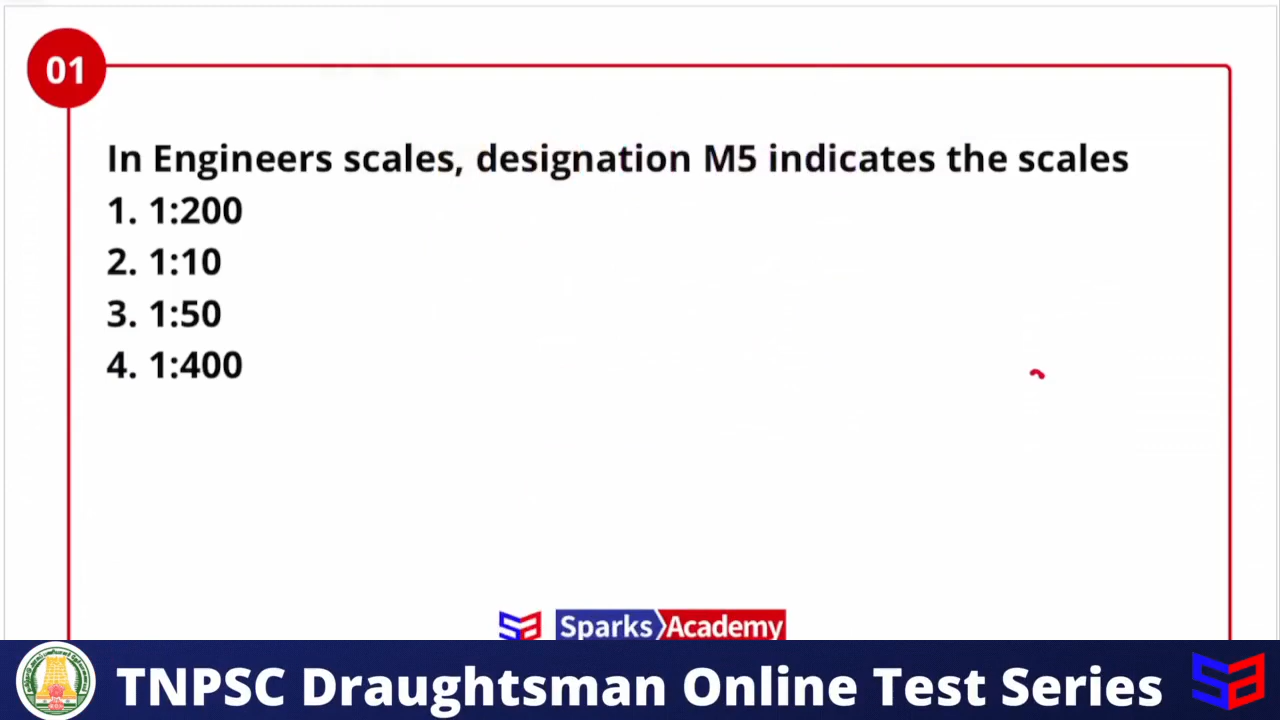 01
In Engineers scales, designation M5 indicates the scales
1. 1:200
2. 1:10
3. 1:50
4. 1:400
Sparks Academy
TNPSC Draughtsman Online Test Series